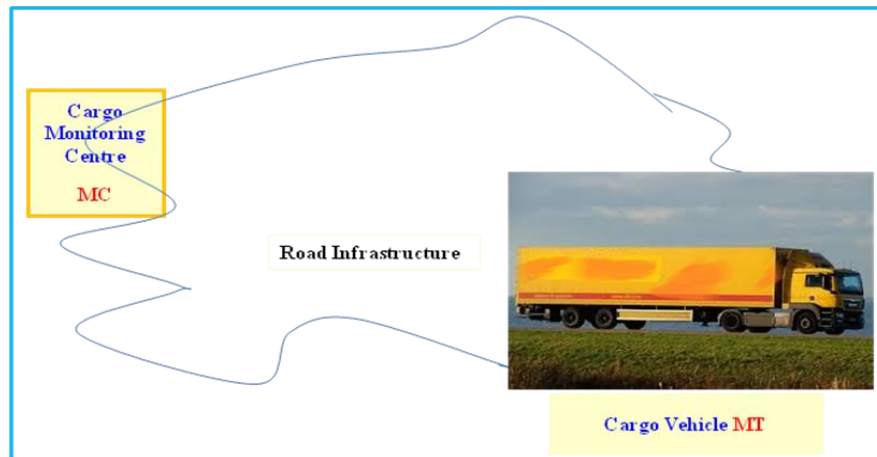 Cargo
Monitoring
Centre
MC
Road Infrastructure
Cargo Vehicle MT